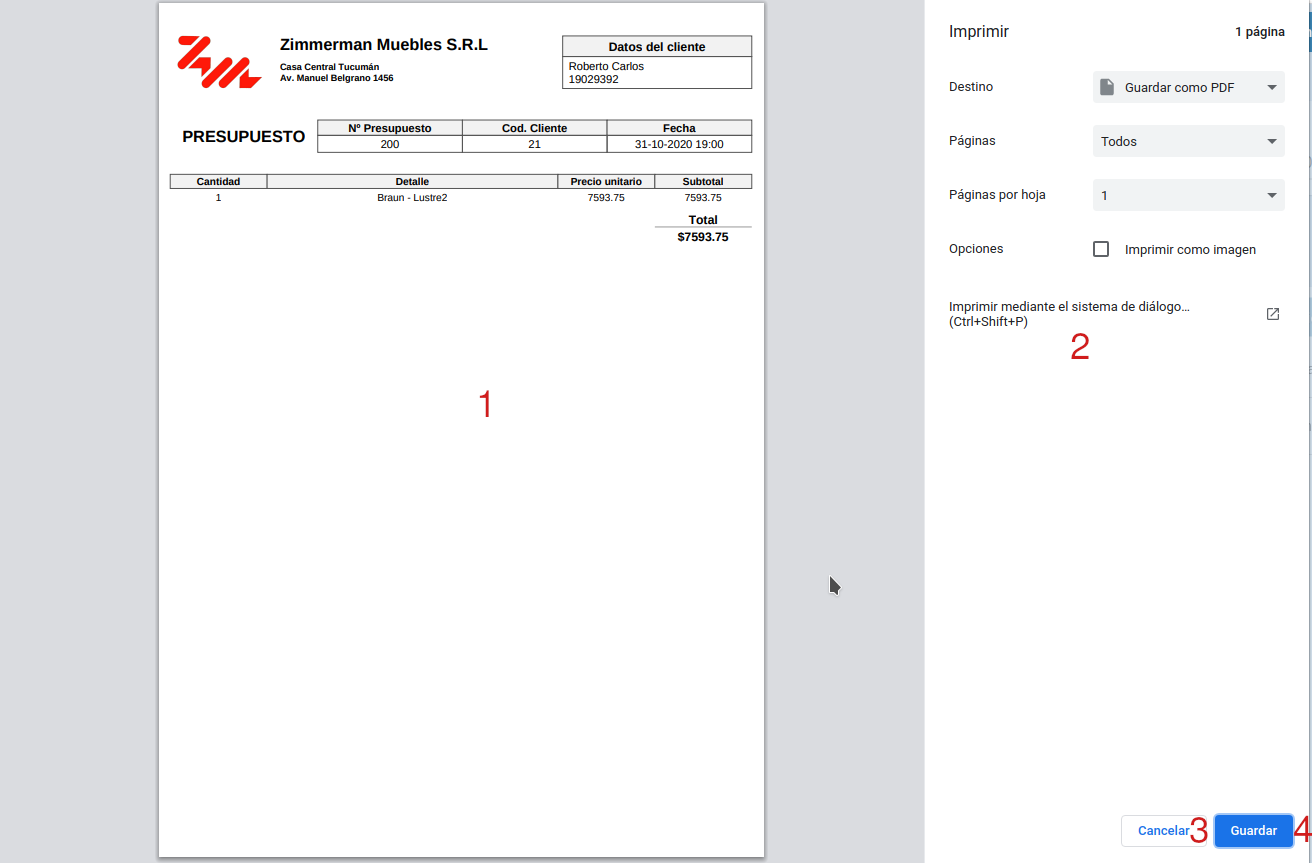 Zimmerman Muebles S.R.L
Casa Central Tucumán
Av. Manuel Belgrano 1456
Datos del cliente
Roberto Carlos
19029392
PRESUPUESTO
Nº Presupuesto Cod. Cliente Fecha
200 21 31-10-2020 19:00
Cantidad Detalle Precio unitario Subtotal
1 Braun - Lustre2 7593.75 7593.75
Total
$7593.75
1
Imprimir 1 página
Destino Guardar como PDF
Páginas Todos
Páginas por hoja 1
Opciones Imprimir como imagen
Imprimir mediante el sistema de diálogo...
(Ctrl+Shift+P)
2
Cancelar 3 Guardar 4